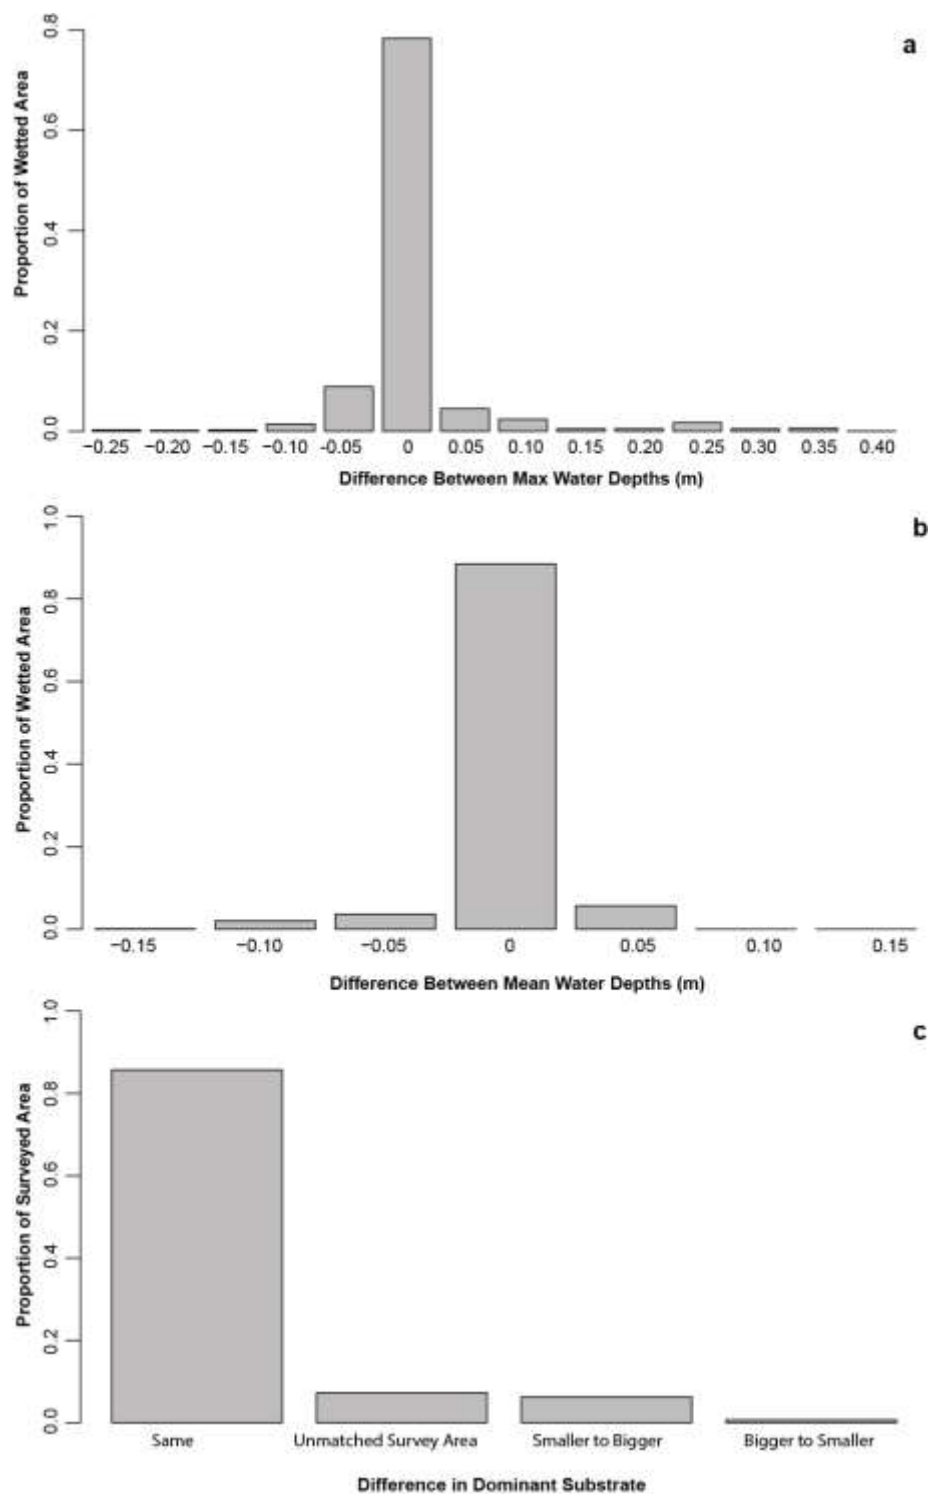 a
Proportion of Wetted Area
0.8
0.6
0.4
0.2
0.0
−0.25 −0.20 −0.15 −0.10 -0.05 0 0.05 0.10 0.15 0.20 0.25 0.30 0.35 0.40
Difference Between Max Water Depths (m)
b
Proportion of Wetted Area
1.0
0.8
0.6
0.4
0.2
0.0
−0.15 −0.10 −0.05 0 0.05 0.10 0.15
Difference Between Mean Water Depths (m)
c
Proportion of Surveyed Area
1.0
0.8
0.6
0.4
0.2
0.0
Same Unmatched Survey Area Smaller to Bigger Bigger to Smaller
Difference in Dominant Substrate